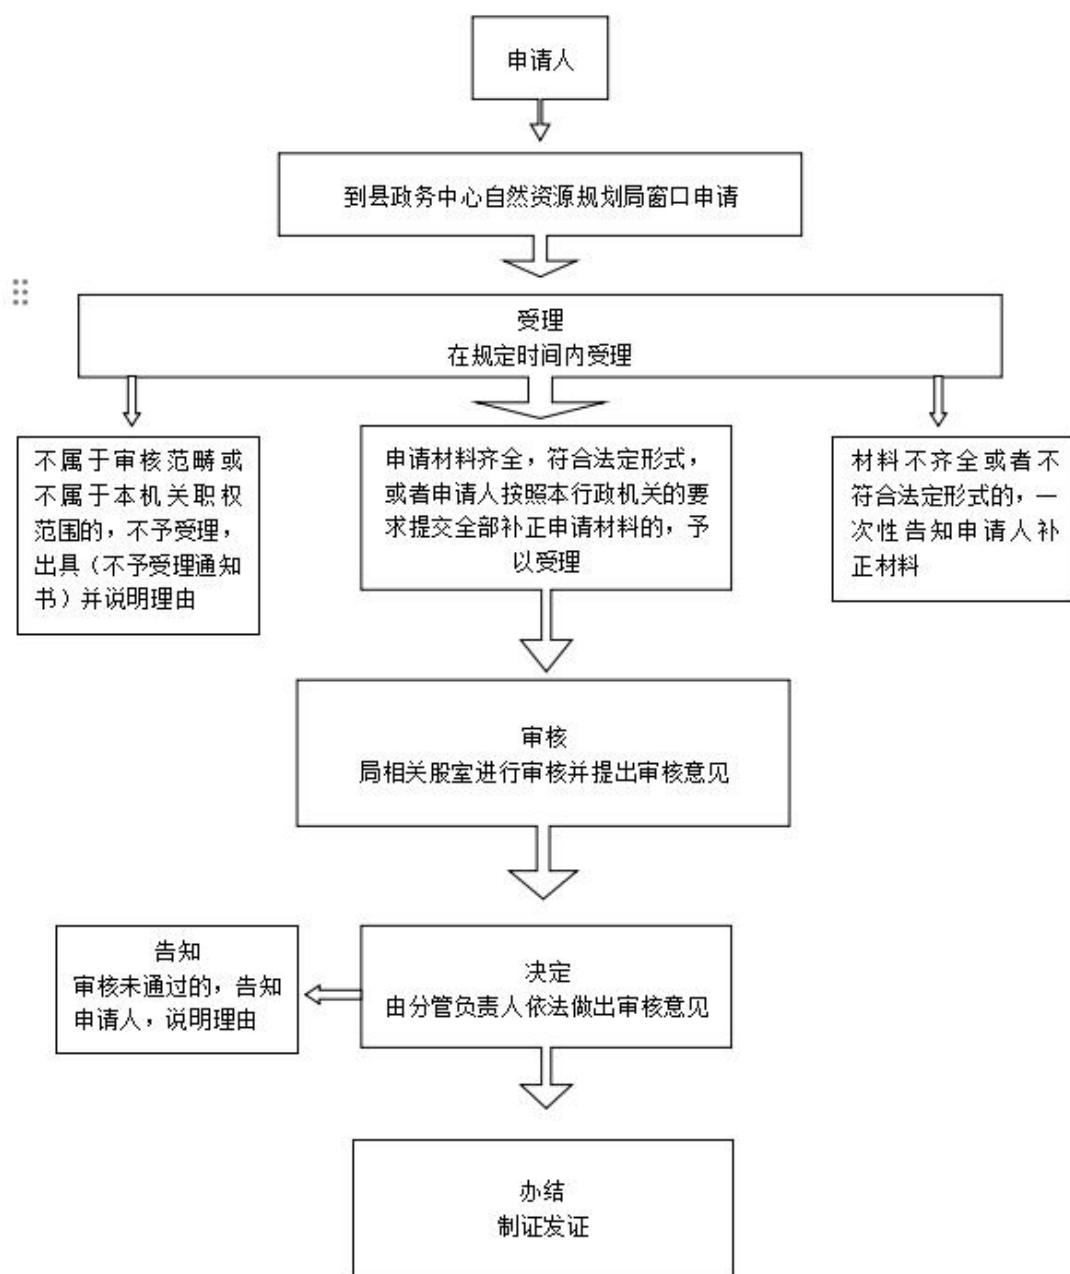 申请人
到县政务中心自然资源规划局窗口申请
受理
在规定时间内受理
不属于审核范畴或
不属于本机关职权
范围的，不予受理，
出具（不予受理通知
书）并说明理由
申请材料齐全，符合法定形式，
或者申请人按照本行政机关的要
求提交全部补正申请材料的，予
以受理
材料不齐全或者不
符合法定形式的，一
次性告知申请人补
正材料
审核
局相关股室进行审核并提出审核意见
告知
审核未通过的，告知
申请人，说明理由
决定
由分管负责人依法做出审核意见
办结
制证发证